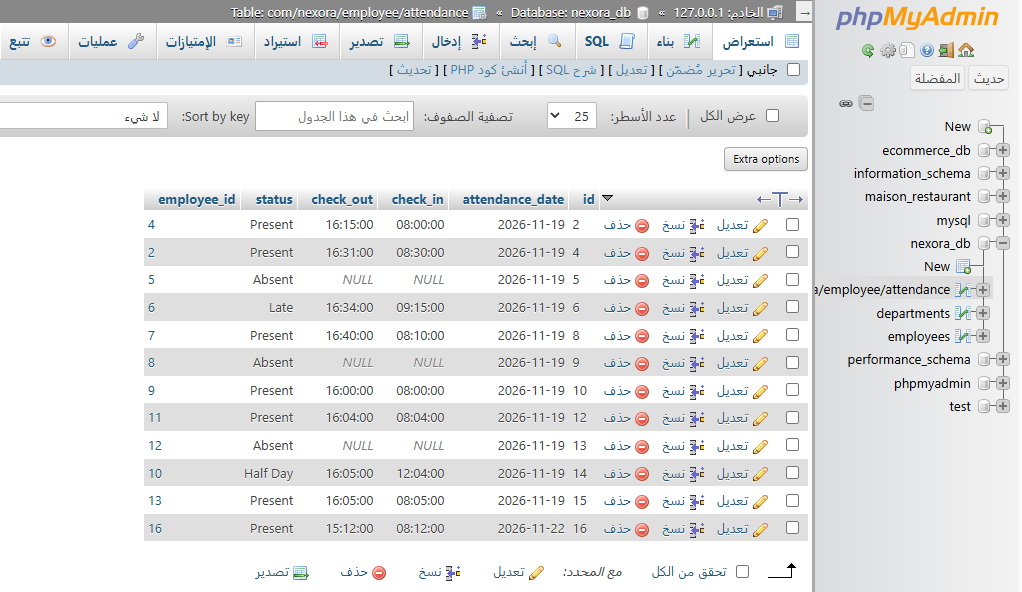 phpMyAdmin
حديث
المفضلة
New
ecommerce_db
information_schema
maison_restaurant
mysql
nexora_db
New
a/employee/attendance
departments
employees
performance_schema
phpmyadmin
test
الخادم: 127.0.0.1 » Database: nexora_db » Table: com/nexora/employee/attendance
استعراض بناء SQL إبحث إدخال تصدير استيراد الإمتيازات عمليات تتبع
جانبي [ تحرير مُضمّن ] [ تعديل ] [ شرح SQL ] [ أنشئ كود PHP ] [ تحديث ]
عرض الكل عدد الأسطر: 25 تصفية الصفوف: ابحث في هذا الجدول Sort by key: لا شيء
Extra options
employee_id status check_out check_in attendance_date id
4 Present 16:15:00 08:00:00 2026-11-19 2 حذف نسخ تعديل
2 Present 16:31:00 08:30:00 2026-11-19 4 حذف نسخ تعديل
5 Absent NULL NULL 2026-11-19 5 حذف نسخ تعديل
6 Late 16:34:00 09:15:00 2026-11-19 6 حذف نسخ تعديل
7 Present 16:40:00 08:10:00 2026-11-19 8 حذف نسخ تعديل
8 Absent NULL NULL 2026-11-19 9 حذف نسخ تعديل
9 Present 16:00:00 08:00:00 2026-11-19 10 حذف نسخ تعديل
11 Present 16:04:00 08:04:00 2026-11-19 12 حذف نسخ تعديل
12 Absent NULL NULL 2026-11-19 13 حذف نسخ تعديل
10 Half Day 16:05:00 12:04:00 2026-11-19 14 حذف نسخ تعديل
13 Present 16:05:00 08:05:00 2026-11-19 15 حذف نسخ تعديل
16 Present 15:12:00 08:12:00 2026-11-22 16 حذف نسخ تعديل
تحقق من الكل مع المحدد: تعديل نسخ حذف تصدير